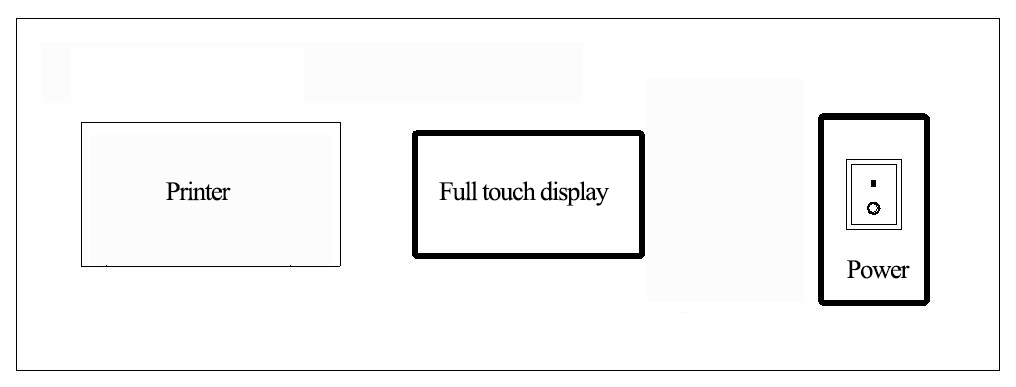 Printer
Full touch display
Power